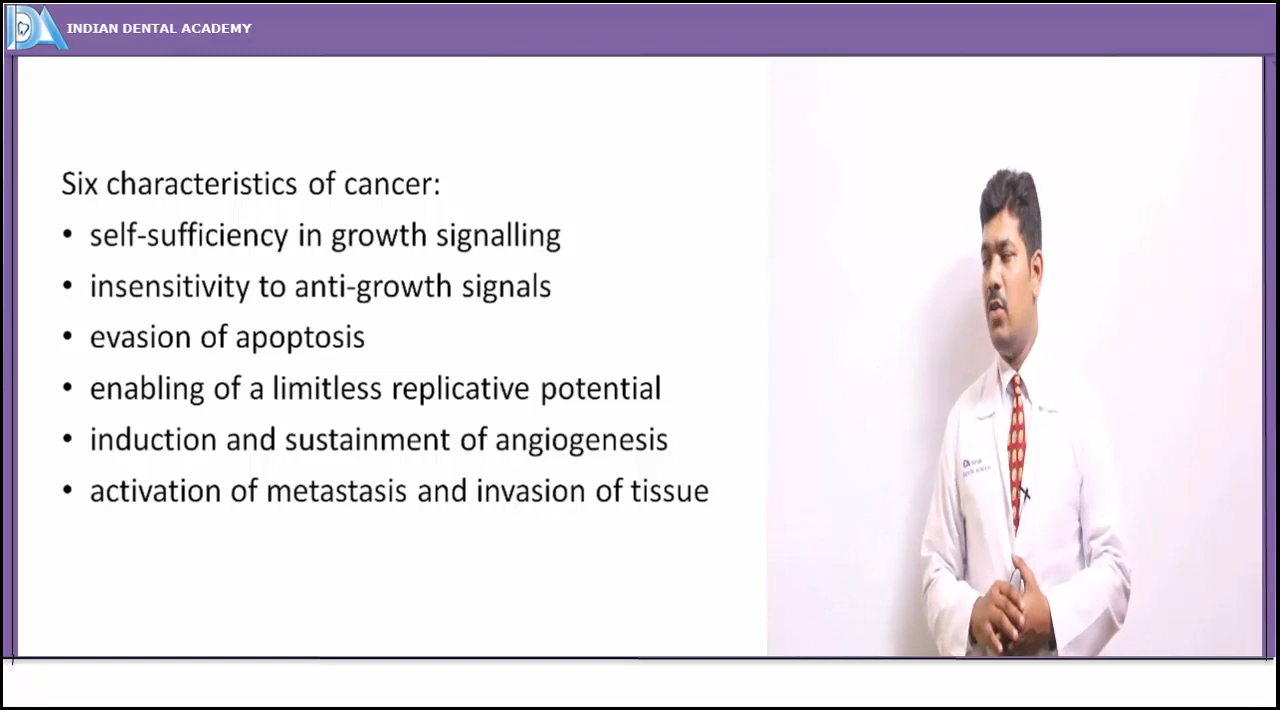 INDIAN DENTAL ACADEMY
Six characteristics of cancer:
• self-sufficiency in growth signalling
• insensitivity to anti-growth signals
• evasion of apoptosis
• enabling of a limitless replicative potential
• induction and sustainment of angiogenesis
• activation of metastasis and invasion of tissue